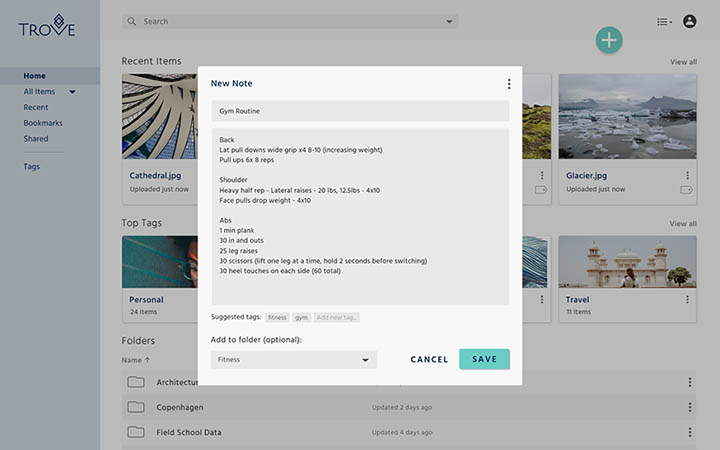 TROVE
Search
Home
All Items
Recent
Bookmarks
Shared
Tags
Recent Items
View all
Cathedral.jpg
Uploaded just now
Glacier.jpg
Uploaded just now
Top Tags
View all
Personal
24 Items
Travel
11 Items
Folders
Name
Copenhagen
Updated 2 days ago
Field School Data
Updated 4 days ago
New Note
Gym Routine
Back
Lat pull downs wide grip x4 8-10 (increasing weight)
Pull ups 6x 8 reps
Shoulder
Heavy half rep - Lateral raises - 20 lbs, 12.5lbs - 4x10
Face pulls drop weight - 4x10
Abs
1 min plank
30 in and outs
25 leg raises
30 scissors (lift one leg at a time, hold 2 seconds before switching)
30 heel touches on each side (60 total)
Suggested tags: fitness gym Add new tag..
Add to folder (optional):
Fitness
CANCEL
SAVE